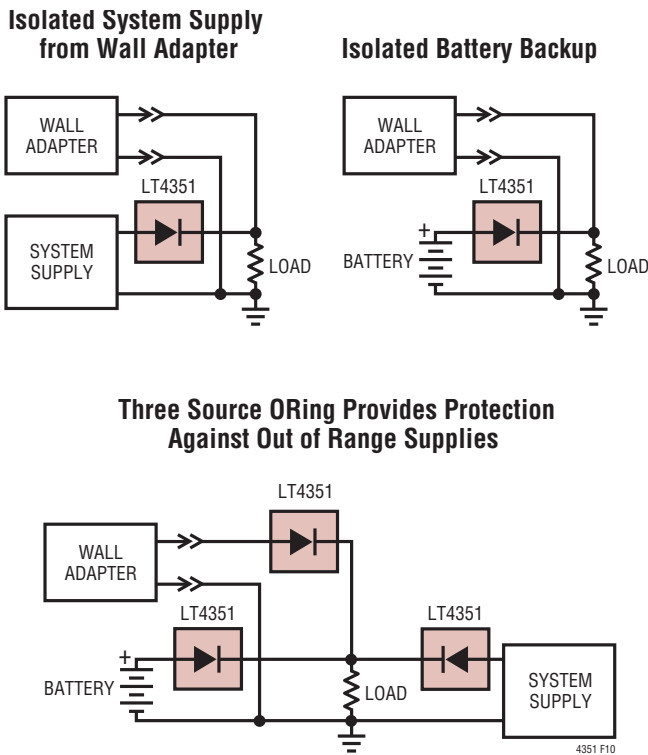 Isolated System Supply
from Wall Adapter
WALL
ADAPTER
LT4351
SYSTEM
SUPPLY
LOAD
Isolated Battery Backup
WALL
ADAPTER
LT4351
+
BATTERY
LOAD
Three Source ORing Provides Protection
Against Out of Range Supplies
LT4351
WALL
ADAPTER
LT4351
LT4351
+
BATTERY
LOAD
SYSTEM
SUPPLY
4351 F10